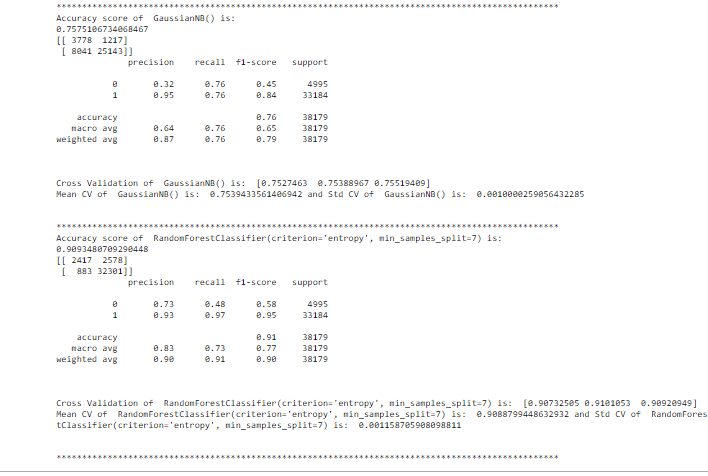 ****************************************************************************************************
Accuracy score of  GaussianNB() is:
0.7575106734068467
[[ 3778  1217]
 [ 8041 25143]]
              precision    recall  f1-score   support

           0       0.32      0.76      0.45      4995
           1       0.95      0.76      0.84     33184

    accuracy                           0.76     38179
   macro avg       0.64      0.76      0.65     38179
weighted avg       0.87      0.76      0.79     38179

Cross Validation of  GaussianNB() is:  [0.7527463  0.75388967 0.75519409]
Mean CV of  GaussianNB() is:  0.7539433561406942 and Std CV of  GaussianNB() is:  0.0010000259056432285

****************************************************************************************************
Accuracy score of  RandomForestClassifier(criterion='entropy', min_samples_split=7) is:
0.9093480709290448
[[ 2417  2578]
 [  883 32301]]
              precision    recall  f1-score   support

           0       0.73      0.48      0.58      4995
           1       0.93      0.97      0.95     33184

    accuracy                           0.91     38179
   macro avg       0.83      0.73      0.77     38179
weighted avg       0.90      0.91      0.90     38179

Cross Validation of  RandomForestClassifier(criterion='entropy', min_samples_split=7) is:  [0.90732505 0.9101053  0.90920949]
Mean CV of  RandomForestClassifier(criterion='entropy', min_samples_split=7) is:  0.9088799448632932 and Std CV of  RandomFores
tClassifier(criterion='entropy', min_samples_split=7) is:  0.001158705908098811

****************************************************************************************************